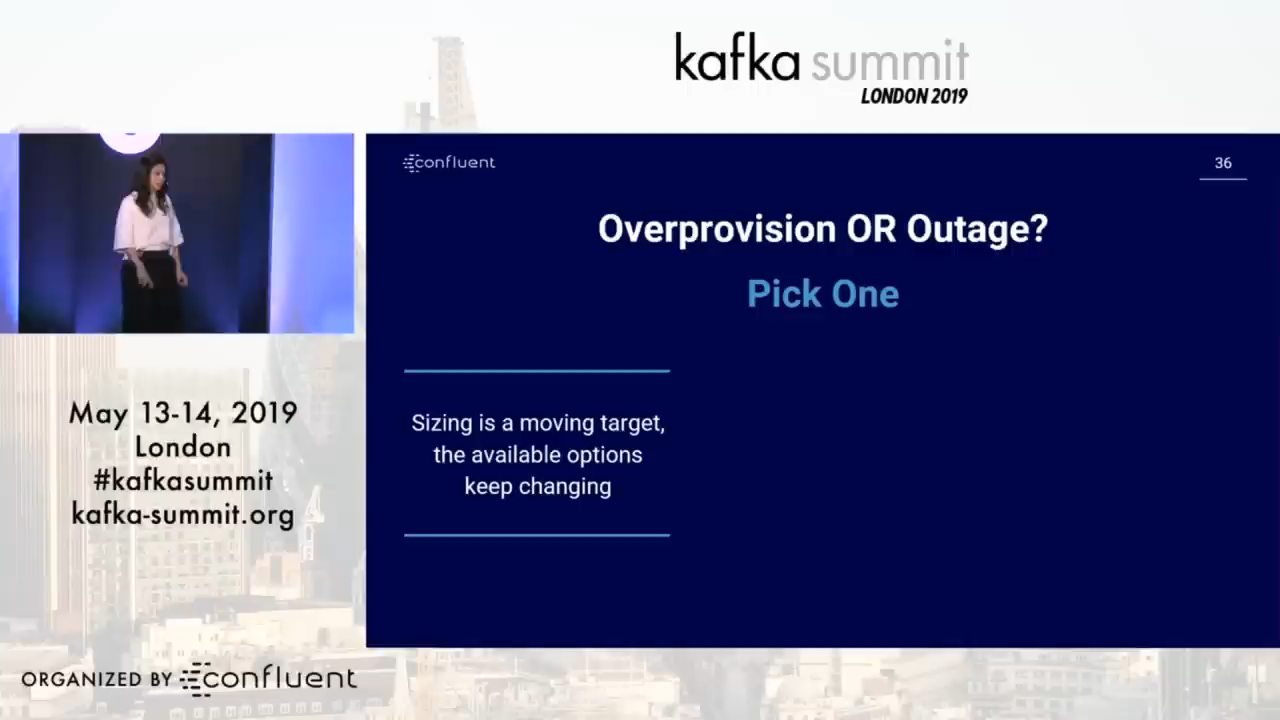 kafka summit
LONDON 2019
confluent
36
Overprovision OR Outage?
Pick One
Sizing is a moving target,
the available options
keep changing
May 13-14, 2019
London
#kafkasummit
kafka-summit.org
ORGANIZED BY confluent